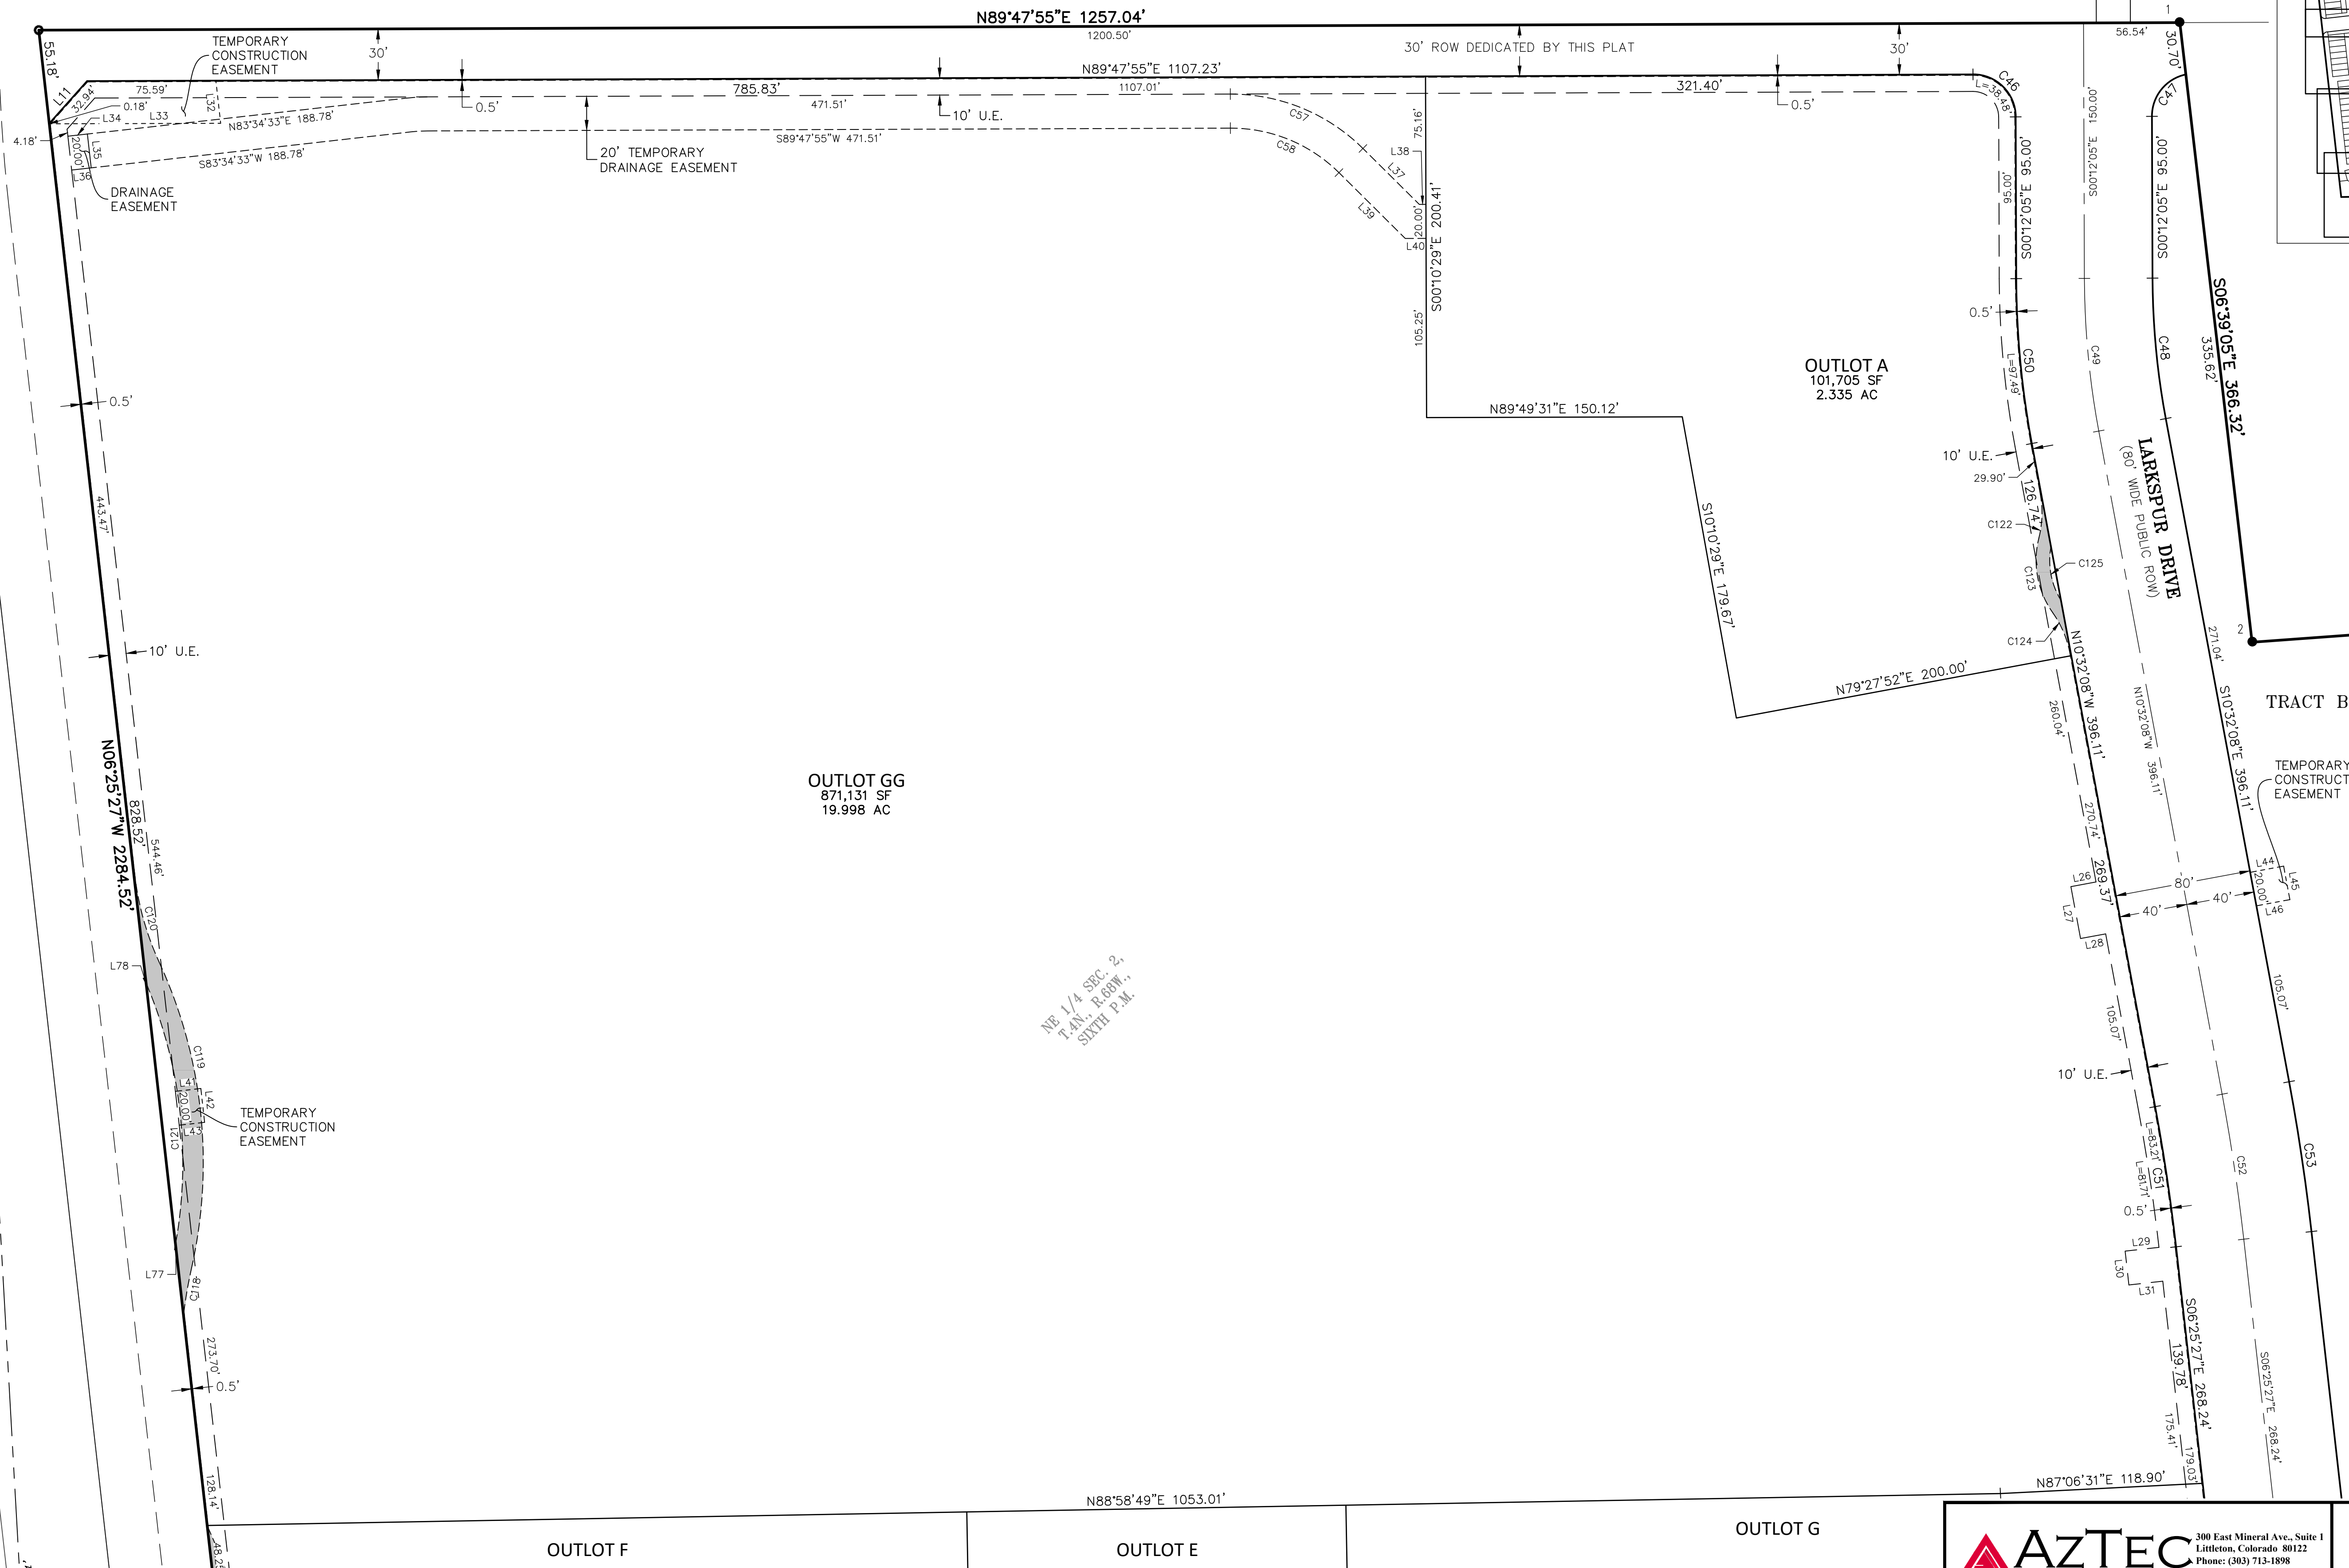 N89°47'55"E 1257.04'
1200.50'
56.54'
1
30.70'
55.18'
TEMPORARY
CONSTRUCTION
EASEMENT
30'
30' ROW DEDICATED BY THIS PLAT
30'
N89°47'55"E 1107.23'
L11
32.94'
75.59'
0.18'
L32
L33
L34
785.83'
471.51'
1107.01'
321.40'
0.5'
0.5'
10' U.E.
C46
L=38.48'
C47
N83°34'33"E 188.78'
S83°34'33"W 188.78'
4.18'
20.00'
L35
L36
DRAINAGE
EASEMENT
20' TEMPORARY
DRAINAGE EASEMENT
S89°47'55"W 471.51'
C57
C58
L37
L38
L39
L40
75.16'
20.00'
105.25'
S00°10'29"E 200.41'
95.00'
S00°12'05"E 95.00'
S00°12'05"E 150.00'
S00°12'05"E 95.00'
S06°39'05"E 366.32'
335.62'
0.5'
L=97.49'
C50
C49
C48
OUTLOT A
101,705 SF
2.335 AC
N89°49'31"E 150.12'
0.5'
443.47'
10' U.E.
29.90'
126.74'
C122
C123
C124
C125
S10°10'29"E 179.67'
LARKSPUR DRIVE
(80' WIDE PUBLIC ROW)
2
10' U.E.
N79°27'52"E 200.00'
N10°32'08"W 396.11'
260.04'
271.04'
N10°32'08"W 396.11'
S10°32'08"E 396.11'
TRACT B
TEMPORARY
CONSTRUCT
EASEMENT
N06°25'27"W 2284.52'
828.52'
544.46'
OUTLOT GG
871,131 SF
19.998 AC
270.74'
269.37'
L26
L27
L28
80'
40'
40'
L44
L45
L46
20.00'
C120
L78
NE 1/4 SEC. 2,
T.4N., R.68W.,
SIXTH P.M.
105.07'
105.07'
10' U.E.
C119
L41
L42
20.00'
L43
C121
TEMPORARY
CONSTRUCTION
EASEMENT
L=83.21'
C51
L=81.71'
C52
C53
0.5'
L29
L30
L31
L77
C118
273.70'
0.5'
S06°25'27"E 268.24'
139.78'
S06°25'27"E 268.24'
175.41'
179.03'
128.14'
N88°58'49"E 1053.01'
N87°06'31"E 118.90'
OUTLOT F
OUTLOT E
OUTLOT G
AZTEC
300 East Mineral Ave., Suite 1
Littleton, Colorado 80122
Phone: (303) 713-1898